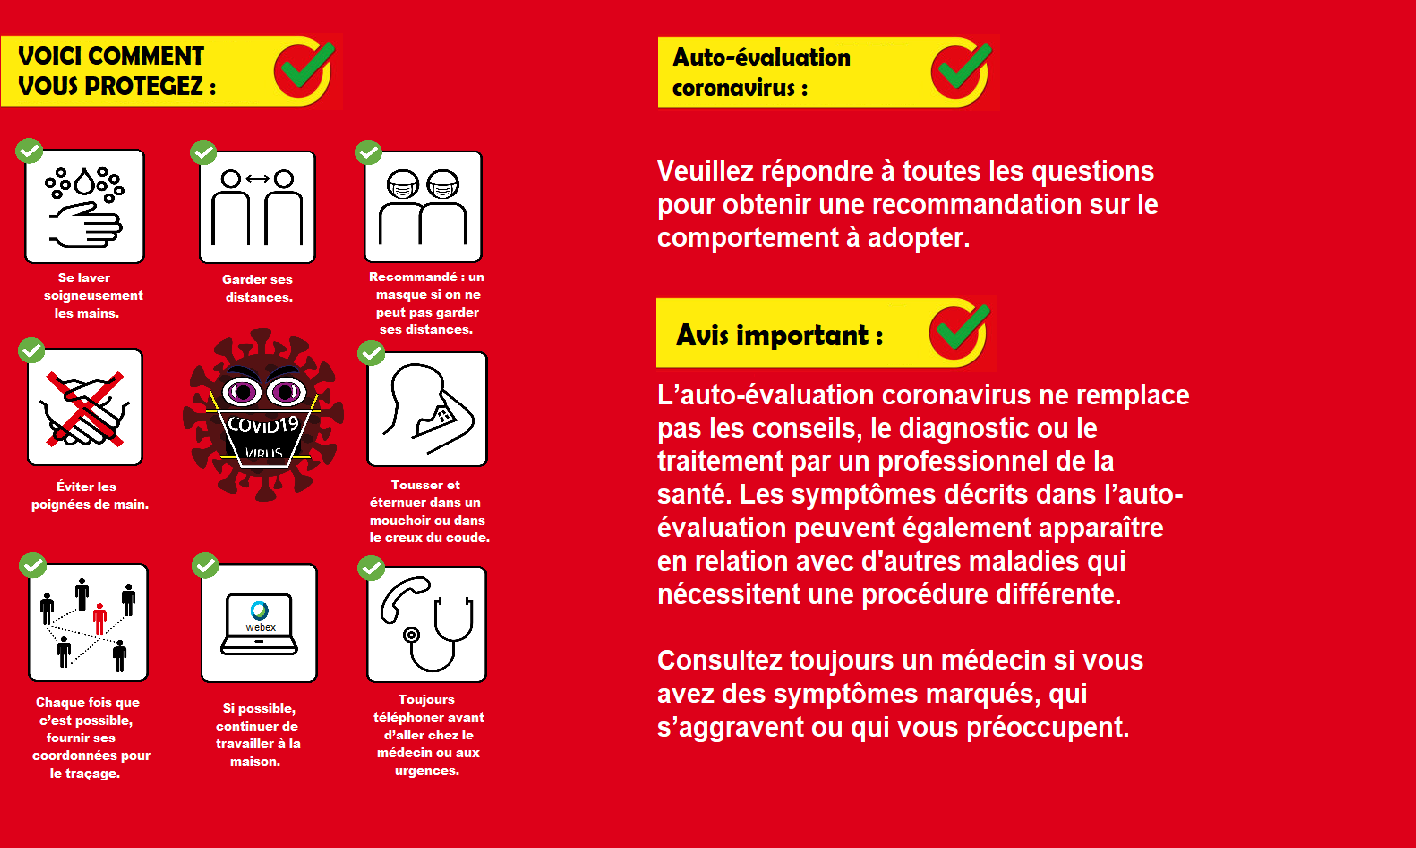 VOICI COMMENT
VOUS PROTEGEZ :
Se laver
soigneusement
les mains.
Garder ses
distances.
Recommandé : un
masque si on ne
peut pas garder
ses distances.
Éviter les
poignées de main.
COVID19
VIRUS
Tousser et
éternuer dans un
mouchoir ou dans
le creux du coude.
Chaque fois que
c'est possible,
fournir ses
coordonnées pour
le traçage.
webex
Si possible,
continuer de
travailler à la
maison.
Toujours
téléphoner avant
d'aller chez le
médecin ou aux
urgences.
Auto-évaluation
coronavirus :
Veuillez répondre à toutes les questions
pour obtenir une recommandation sur le
comportement à adopter.
Avis important :
L’auto-évaluation coronavirus ne remplace
pas les conseils, le diagnostic ou le
traitement par un professionnel de la
santé. Les symptômes décrits dans l’auto-
évaluation peuvent également apparaître
en relation avec d'autres maladies qui
nécessitent une procédure différente.
Consultez toujours un médecin si vous
avez des symptômes marqués, qui
s’aggravent ou qui vous préoccupent.